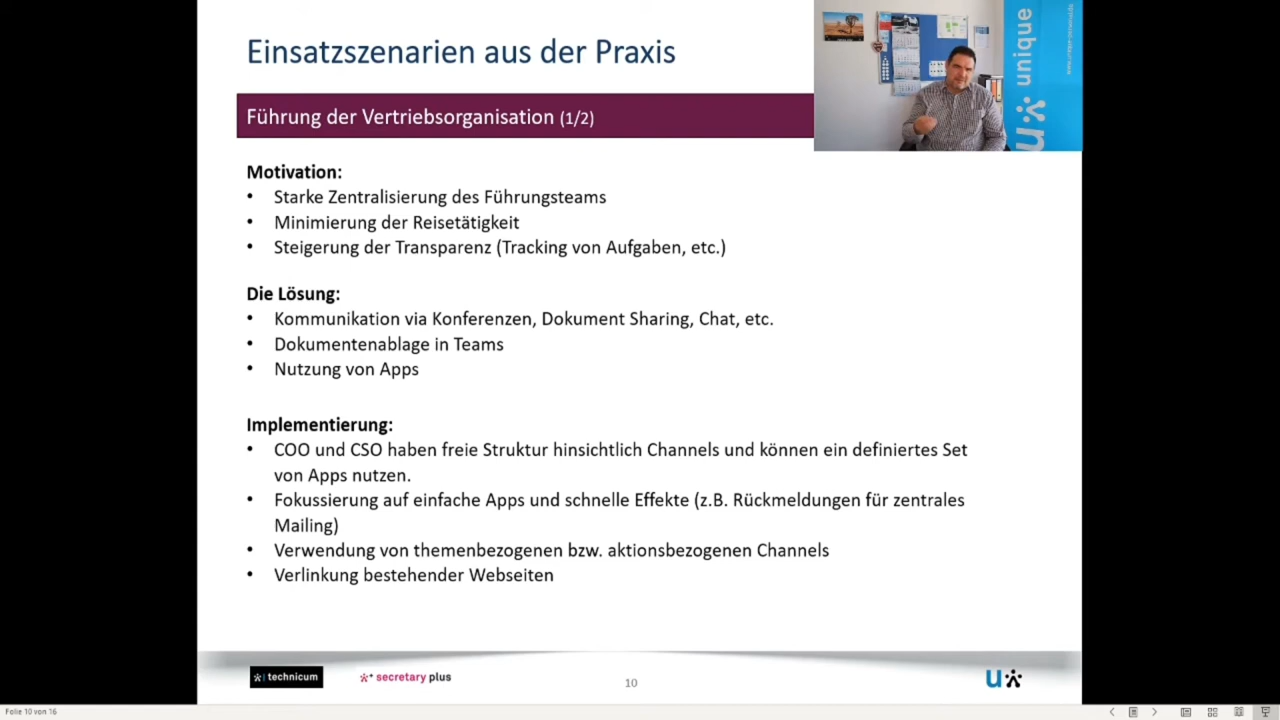 Einsatzszenarien aus der Praxis
unique
Führung der Vertriebsorganisation (1/2)
Motivation:
• Starke Zentralisierung des Führungsteams
• Minimierung der Reisetätigkeit
• Steigerung der Transparenz (Tracking von Aufgaben, etc.)
Die Lösung:
• Kommunikation via Konferenzen, Dokument Sharing, Chat, etc.
• Dokumentenablage in Teams
• Nutzung von Apps
Implementierung:
• COO und CSO haben freie Struktur hinsichtlich Channels und können ein definiertes Set
von Apps nutzen.
• Fokussierung auf einfache Apps und schnelle Effekte (z.B. Rückmeldungen für zentrales
Mailing)
• Verwendung von themenbezogenen bzw. aktionsbezogenen Channels
• Verlinkung bestehender Webseiten
technicum
secretary plus
10
u
Folie 10 von 16